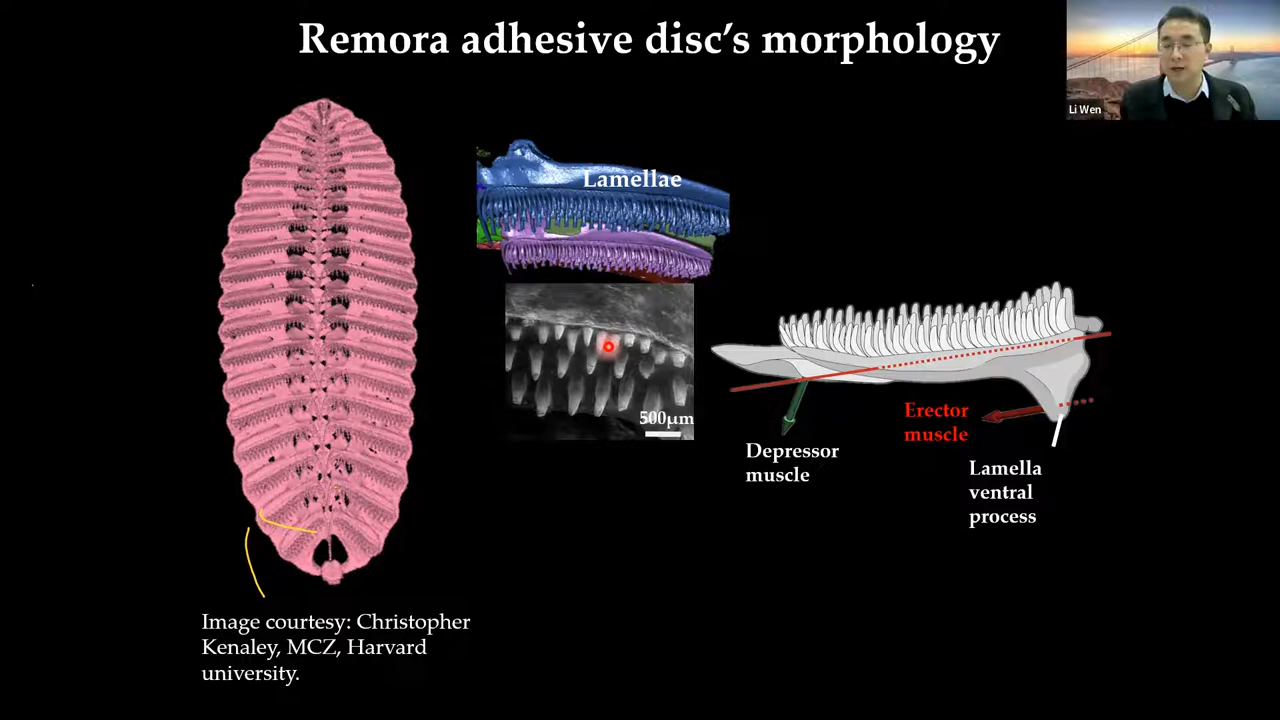 Remora adhesive disc's morphology
Li Wen
Lamellae
500µm
Depressor
muscle
Erector
muscle
Lamella
ventral
process
Image courtesy: Christopher
Kenaley, MCZ, Harvard
university.